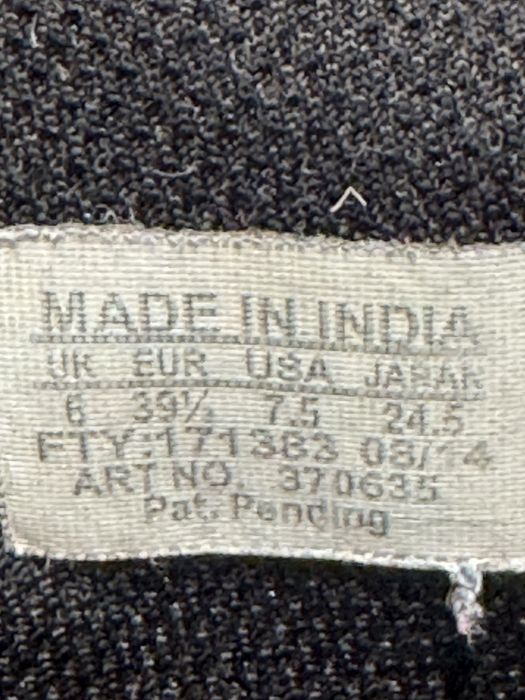 MADE IN INDIA
UK EUR USA JAPAN
6 39½ 7.5 24.5
FTY:171383 08/14
ART NO. 370635
Pat. Pending